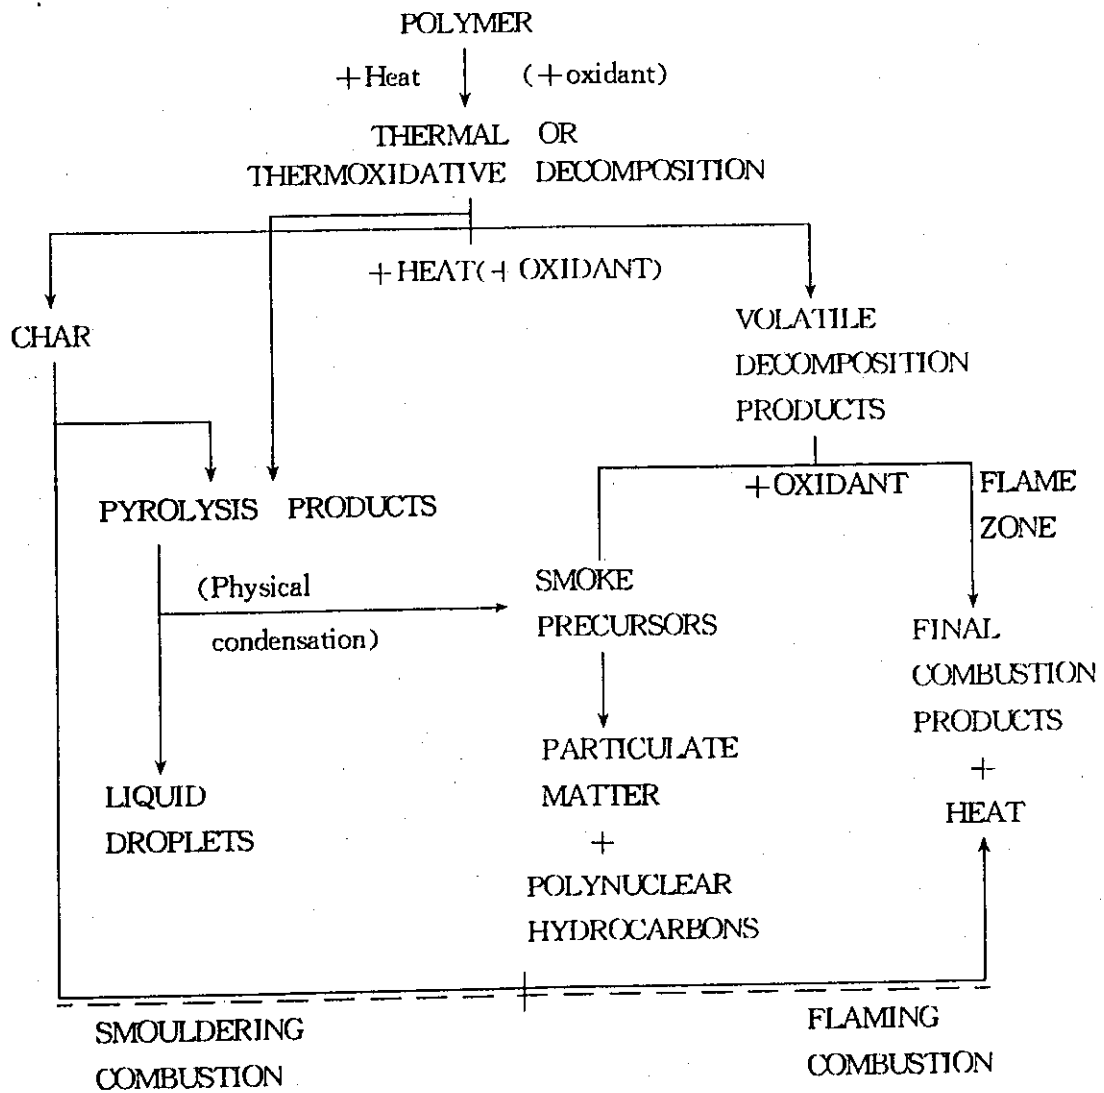 POLYMER
+Heat (+oxidant)
THERMAL OR
THERMOXIDATIVE DECOMPOSITION
+HEAT(+ OXIDANT)
CHAR
VOLATILE
DECOMPOSITION
PRODUCTS
+OXIDANT
FLAME
ZONE
PYROLYSIS PRODUCTS
(Physical
condensation)
SMOKE
PRECURSORS
FINAL
COMBUSTION
PRODUCTS
+
HEAT
PARTICULATE
MATTER
+
POLYNUCLEAR
HYDROCARBONS
LIQUID
DROPLETS
SMOULDERING
COMBUSTION
FLAMING
COMBUSTION